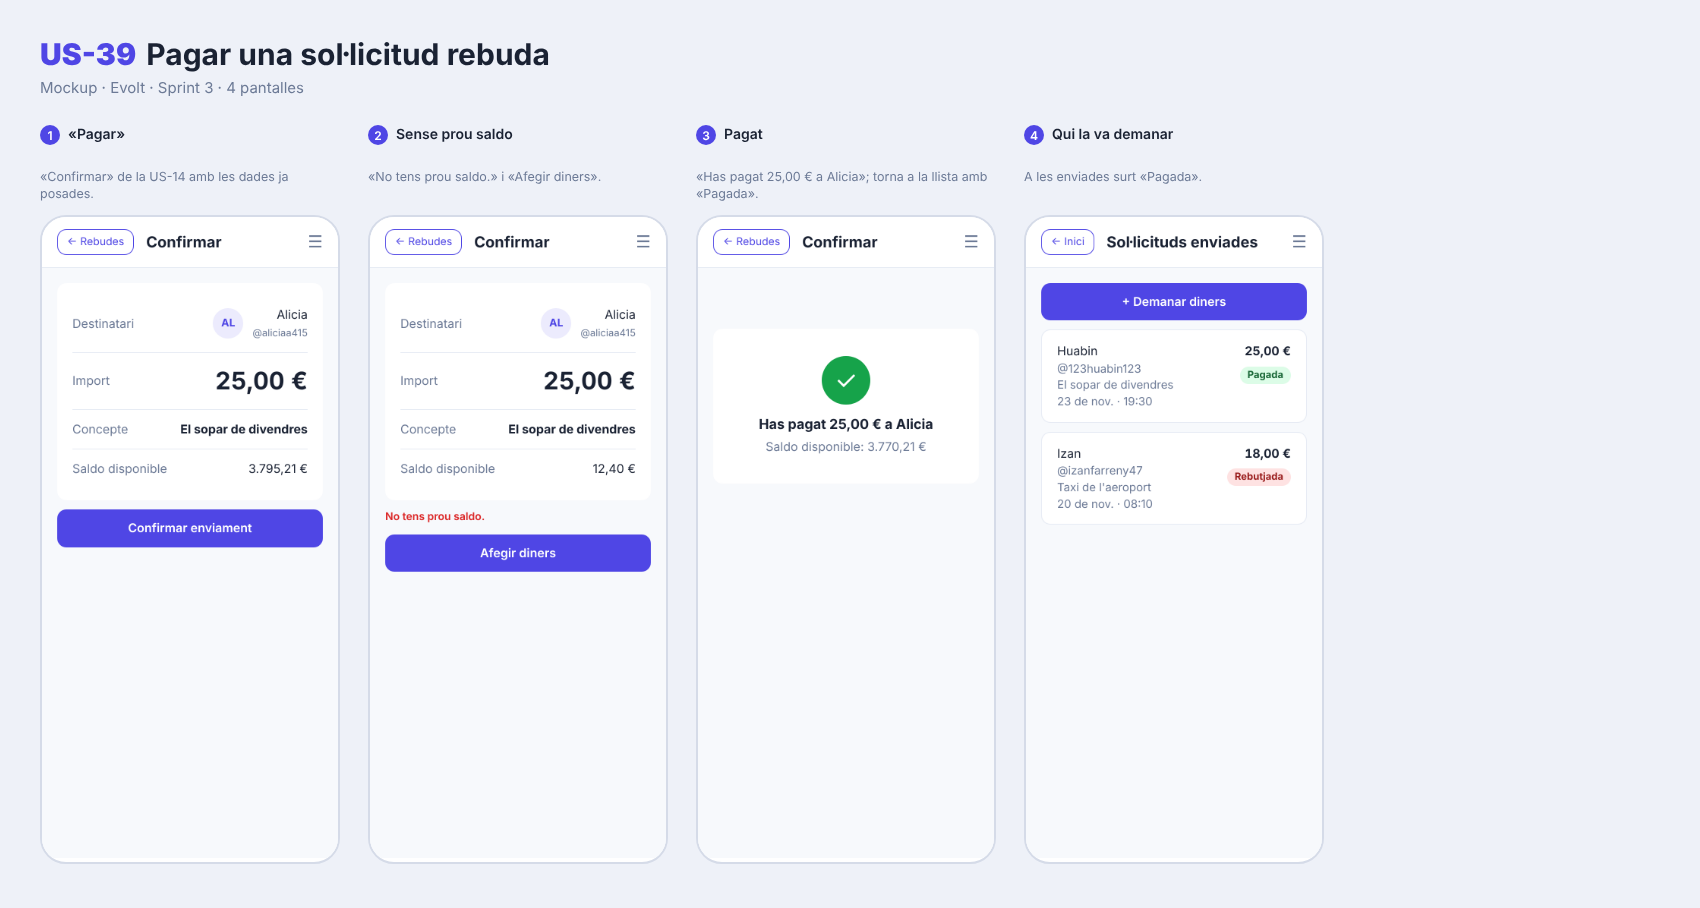 US-39 Pagar una sol·licitud rebuda
Mockup · Evolt · Sprint 3 · 4 pantalles
1 «Pagar»
«Confirmar» de la US-14 amb les dades ja
posades.
← Rebudes Confirmar ☰
Destinatari AL Alicia
@aliciaa415
Import 25,00 €
Concepte El sopar de divendres
Saldo disponible 3.795,21 €
Confirmar enviament
2 Sense prou saldo
«No tens prou saldo.» i «Afegir diners».
← Rebudes Confirmar ☰
Destinatari AL Alicia
@aliciaa415
Import 25,00 €
Concepte El sopar de divendres
Saldo disponible 12,40 €
No tens prou saldo.
Afegir diners
3 Pagat
«Has pagat 25,00 € a Alicia»; torna a la llista amb
«Pagada».
← Rebudes Confirmar ☰
Has pagat 25,00 € a Alicia
Saldo disponible: 3.770,21 €
4 Qui la va demanar
A les enviades surt «Pagada».
← Inici Sol·licituds enviades ☰
+ Demanar diners
Huabin 25,00 €
@123huabin123 Pagada
El sopar de divendres
23 de nov. · 19:30
Izan 18,00 €
@izanfarreny47 Rebutjada
Taxi de l'aeroport
20 de nov. · 08:10